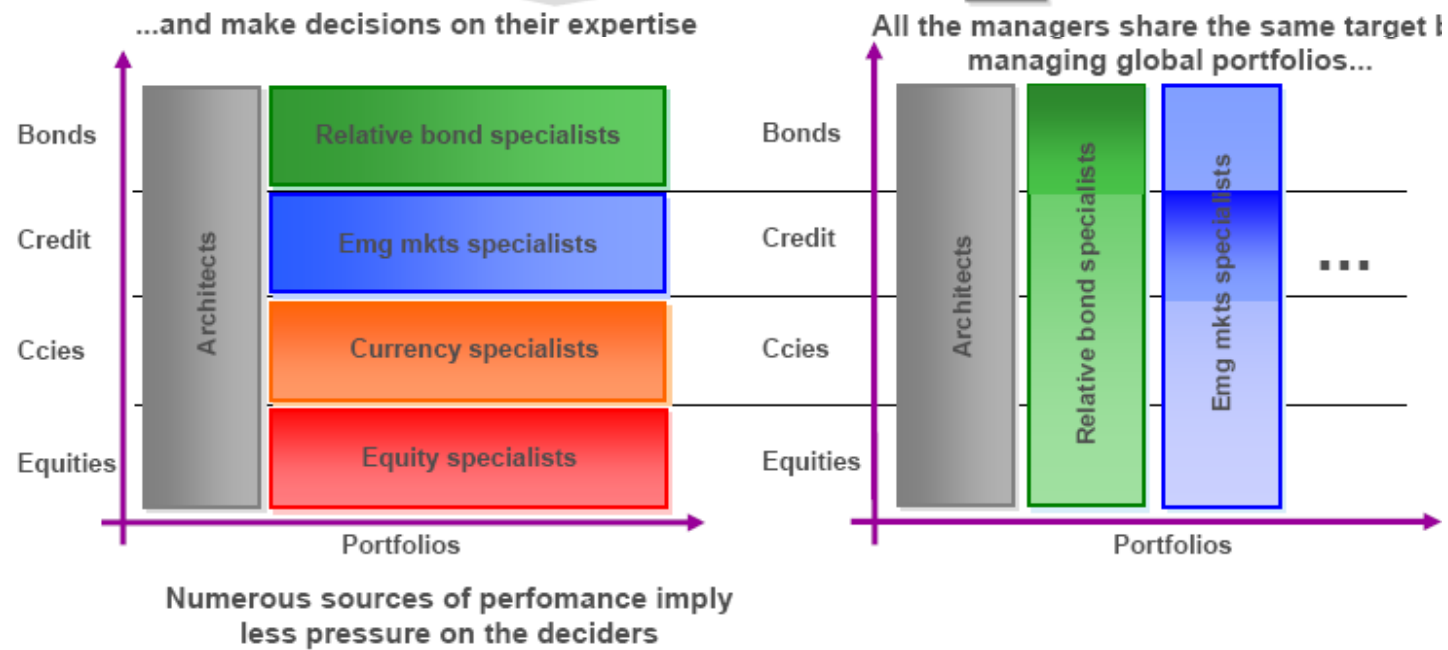 ...and make decisions on their expertise
Bonds
Credit
Ccies
Equities
Architects
Relative bond specialists
Emg mkts specialists
Currency specialists
Equity specialists
Portfolios
Numerous sources of perfomance imply
less pressure on the deciders
All the managers share the same target
managing global portfolios...
Bonds
Credit
Ccies
Equities
Architects
Relative bond specialists
Emg mkts specialists
...
Portfolios